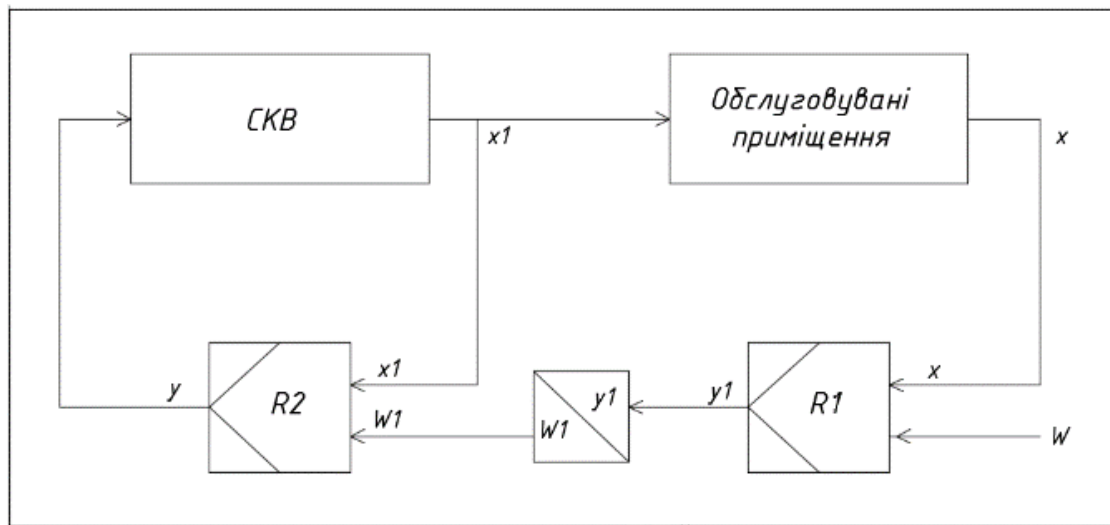 СКВ
Обслуговувані
приміщення
x1
x
x1
x
y
R2
y1
y1
R1
W1
W1
W